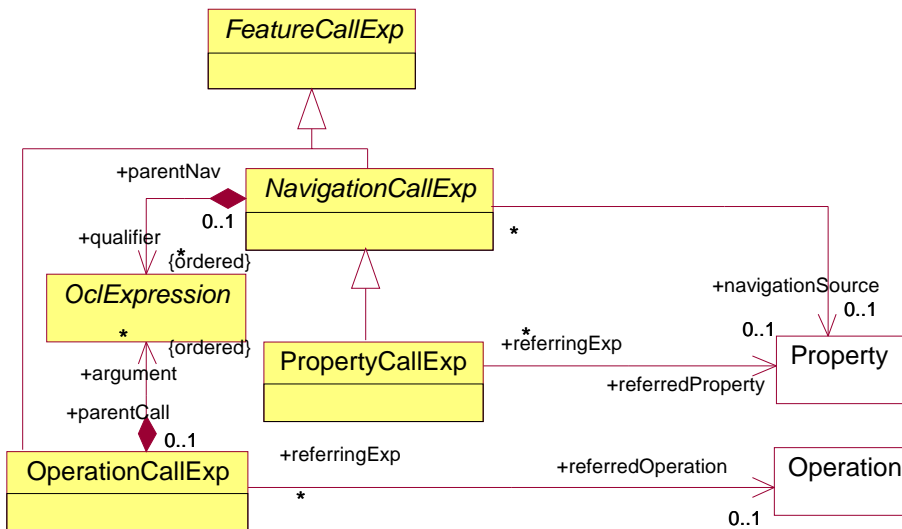 FeatureCallExp
+parentNav
NavigationCallExp
0..1
*
+qualifier
*
{ordered}
OclExpression
+navigationSource
0..1
*
{ordered}
*
+referringExp
0..1
Property
+argument
PropertyCallExp
+referredProperty
+parentCall
0..1
+referringExp
+referredOperation
Operation
OperationCallExp
*
0..1